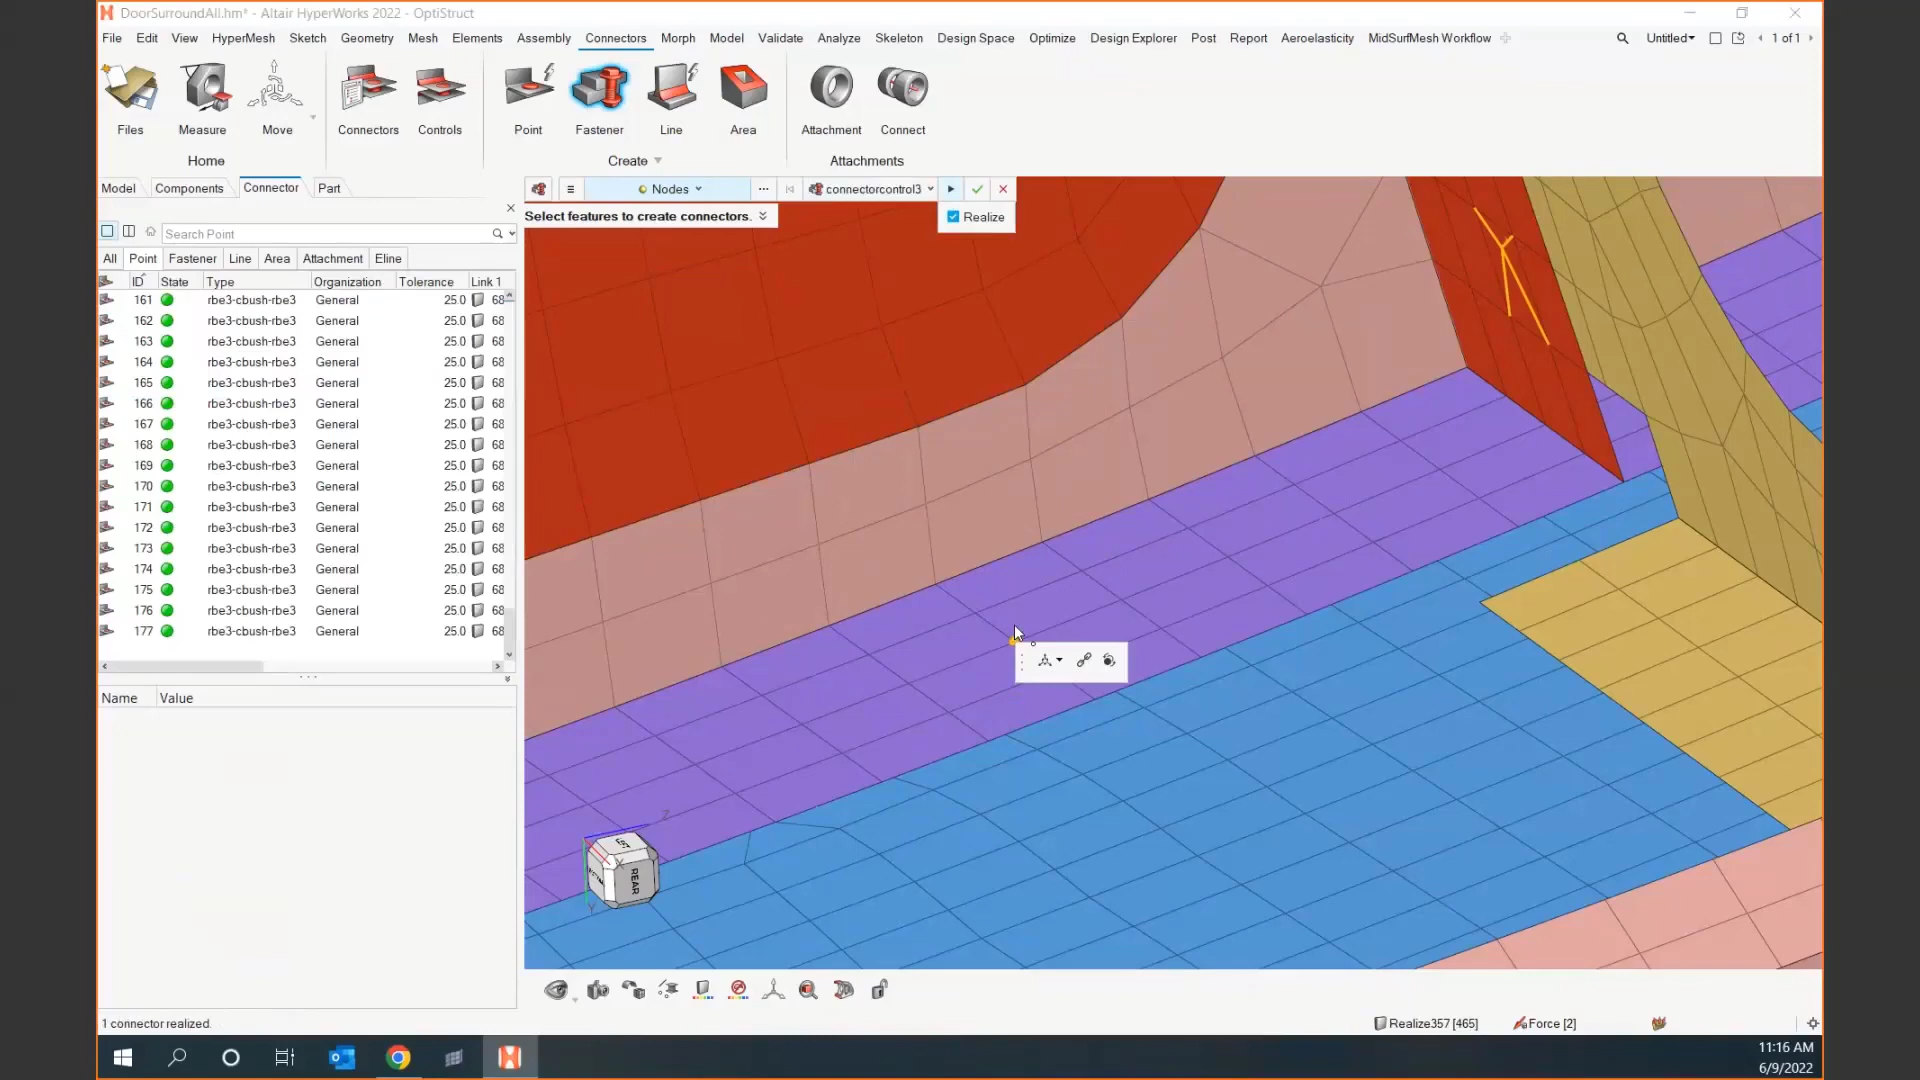 DoorSurroundAll.hm* - Altair HyperWorks 2022 - OptiStruct
File Edit View HyperMesh Sketch Geometry Mesh Elements Assembly Connectors Morph Model Validate Analyze Skeleton Design Space Optimize Design Explorer Post Report Aeroelasticity MidSurfMesh Workflow Untitled 1 of 1
Files Measure Move Connectors Controls Point Fastener Line Area Attachment Connect
Home Create Attachments
Model Components Connector Part
Nodes ... connectorcontrol3
Select features to create connectors.
Realize
Search Point
All Point Fastener Line Area Attachment Eline
ID State Type Organization Tolerance Link 1
161 rbe3-cbush-rbe3 General 25.0 68
162 rbe3-cbush-rbe3 General 25.0 68
163 rbe3-cbush-rbe3 General 25.0 68
164 rbe3-cbush-rbe3 General 25.0 68
165 rbe3-cbush-rbe3 General 25.0 68
166 rbe3-cbush-rbe3 General 25.0 68
167 rbe3-cbush-rbe3 General 25.0 68
168 rbe3-cbush-rbe3 General 25.0 68
169 rbe3-cbush-rbe3 General 25.0 68
170 rbe3-cbush-rbe3 General 25.0 68
171 rbe3-cbush-rbe3 General 25.0 68
172 rbe3-cbush-rbe3 General 25.0 68
173 rbe3-cbush-rbe3 General 25.0 68
174 rbe3-cbush-rbe3 General 25.0 68
175 rbe3-cbush-rbe3 General 25.0 68
176 rbe3-cbush-rbe3 General 25.0 68
177 rbe3-cbush-rbe3 General 25.0 68
Name Value
Z
X
REAR
Y
1 connector realized.
Realize357 [465] Force [2]
11:16 AM
6/9/2022